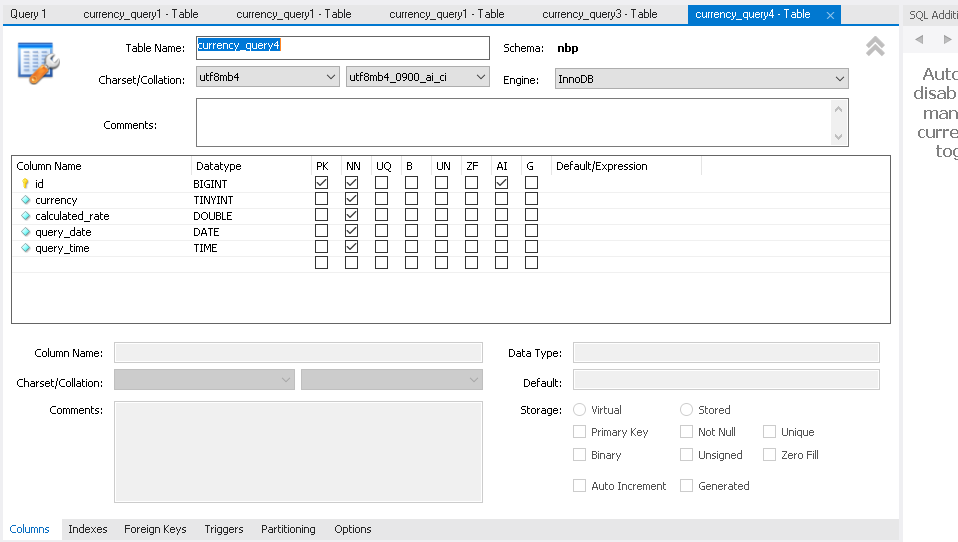 Query 1 currency_query1 - Table currency_query1 - Table currency_query1 - Table currency_query3 - Table currency_query4 - Table SQL Additi
Table Name: currency_query4 Schema: nbp
Charset/Collation: utf8mb4 utf8mb4_0900_ai_ci Engine: InnoDB
Comments:
Auto
disab
man
curre
tog
Column Name Datatype PK NN UQ B UN ZF AI G Default/Expression
id BIGINT
currency TINYINT
calculated_rate DOUBLE
query_date DATE
query_time TIME
Column Name: Data Type:
Charset/Collation: Default:
Comments: Storage: Virtual Stored
Primary Key Not Null Unique
Binary Unsigned Zero Fill
Auto Increment Generated
Columns Indexes Foreign Keys Triggers Partitioning Options